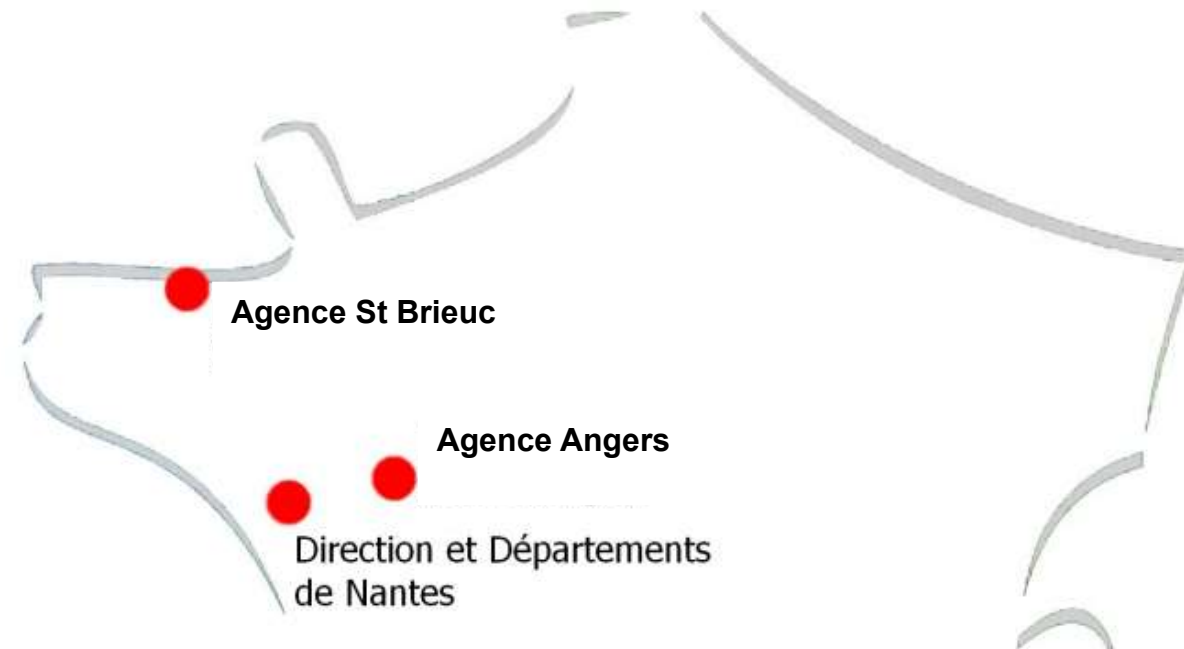 Agence St Brieuc
Agence Angers
Direction et Départements
de Nantes